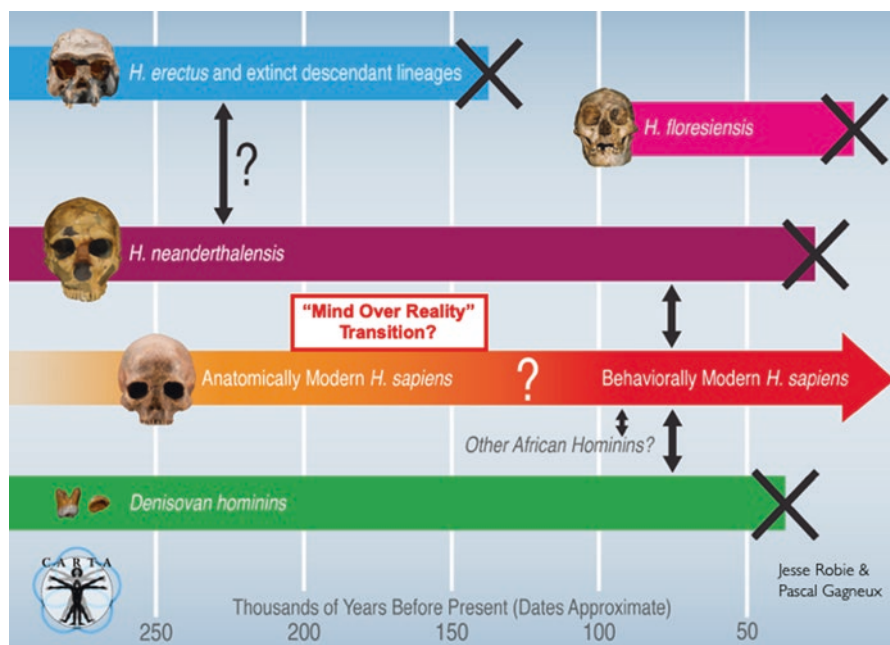 H. erectus and extinct descendant lineages
H. floresiensis
?
H. neanderthalensis
"Mind Over Reality"
Transition?
Anatomically Modern H. sapiens
?
Behaviorally Modern H. sapiens
Other African Hominins?
Denisovan hominins
CARTA
Jesse Robie &
Pascal Gagneux
Thousands of Years Before Present (Dates Approximate)
250 200 150 100 50